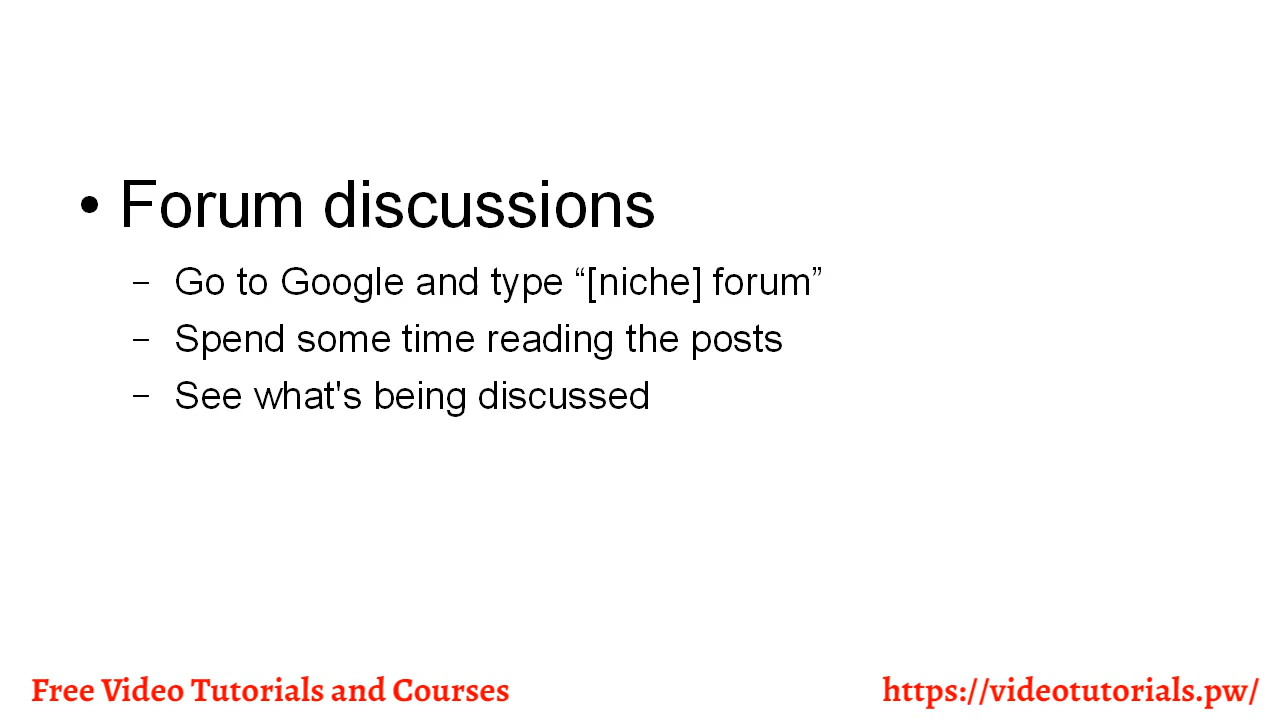 • Forum discussions
– Go to Google and type “[niche] forum”
– Spend some time reading the posts
– See what's being discussed
Free Video Tutorials and Courses
https://videotutorials.pw/